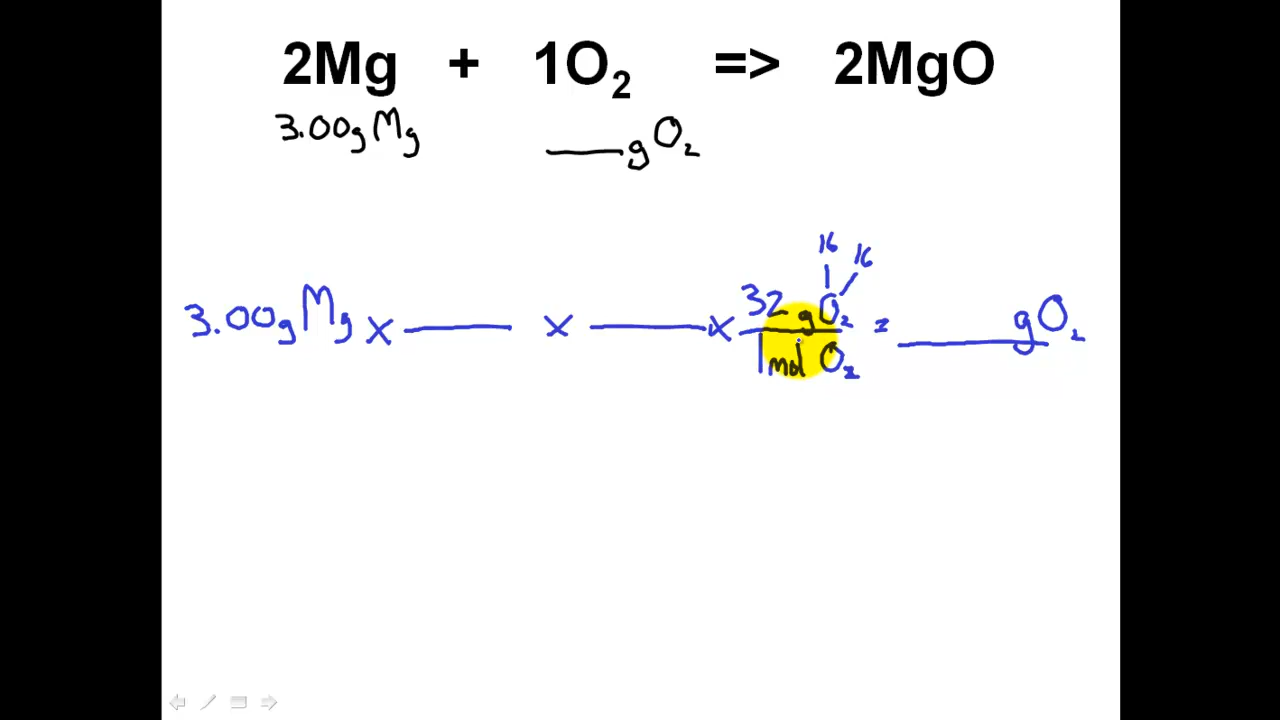 2Mg + 1O₂ => 2MgO
3.00g Mg ___g O₂
16 16
3.00g Mg x ___ x ___ x 32 g O₂ = ___ g O₂
1 mol O₂